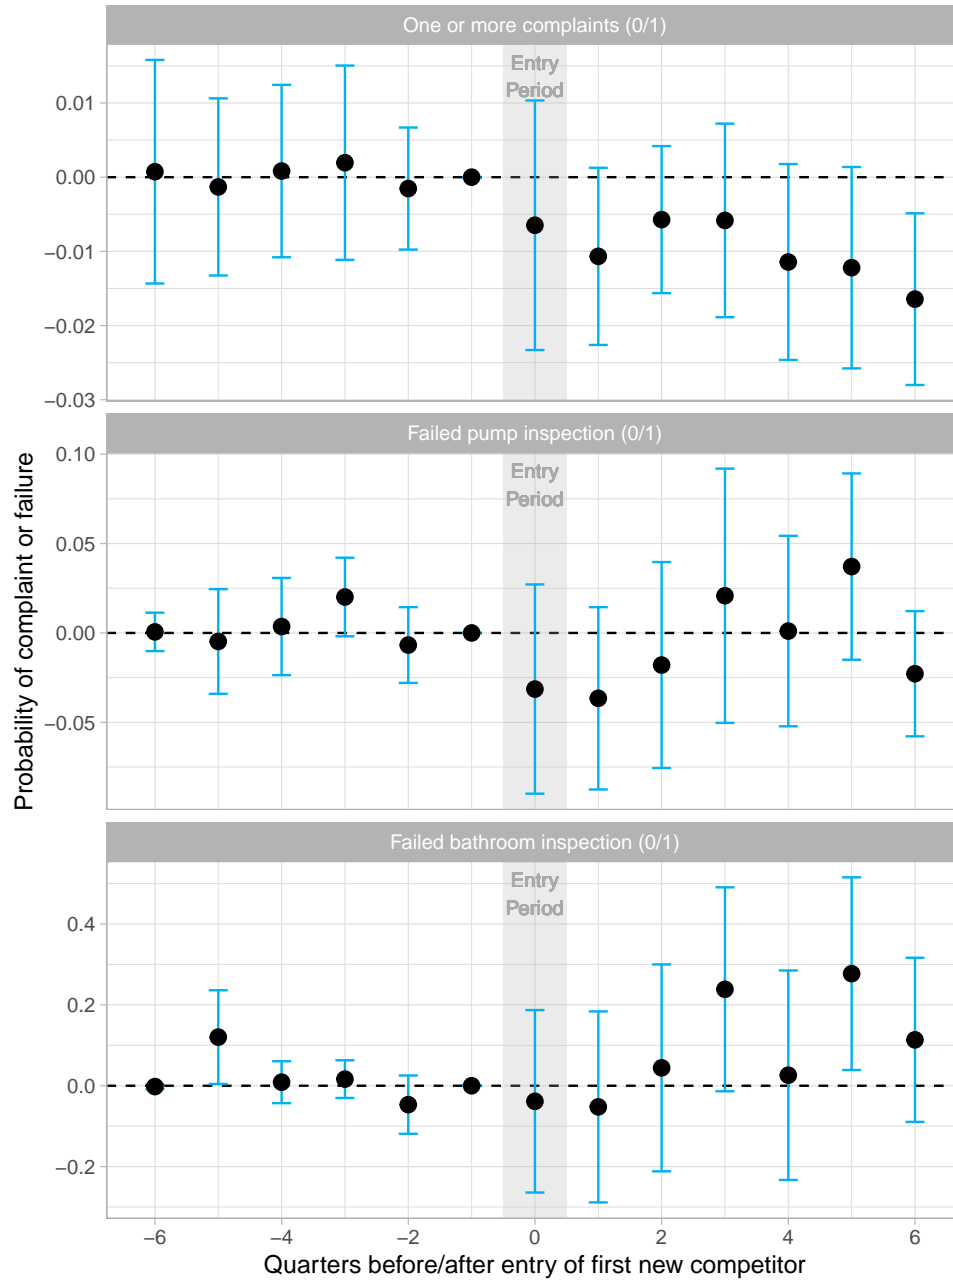 One or more complaints (0/1)
Entry
Period
0.01
0.00
−0.01
−0.02
−0.03
Failed pump inspection (0/1)
Entry
Period
0.10
0.05
0.00
−0.05
Probability of complaint or failure
Failed bathroom inspection (0/1)
Entry
Period
0.4
0.2
0.0
−0.2
−6 −4 −2 0 2 4 6
Quarters before/after entry of first new competitor